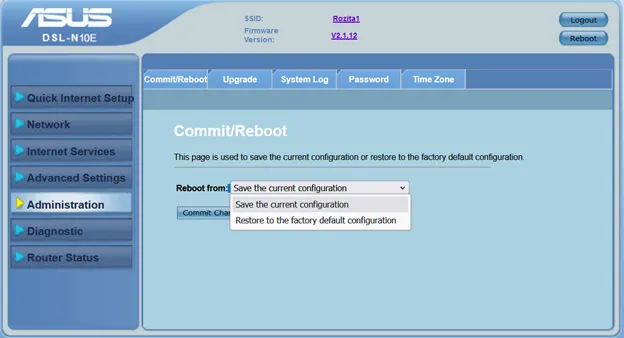 ASUS
DSL-N10E
SSID: Rozita1
Firmware Version: V2.1.12
Logout
Reboot
Commit/Reboot Upgrade System Log Password Time Zone
Quick Internet Setup
Network
Internet Services
Advanced Settings
Administration
Diagnostic
Router Status
Commit/Reboot
This page is used to save the current configuration or restore to the factory default configuration.
Reboot from: Save the current configuration
Save the current configuration
Restore to the factory default configuration
Commit